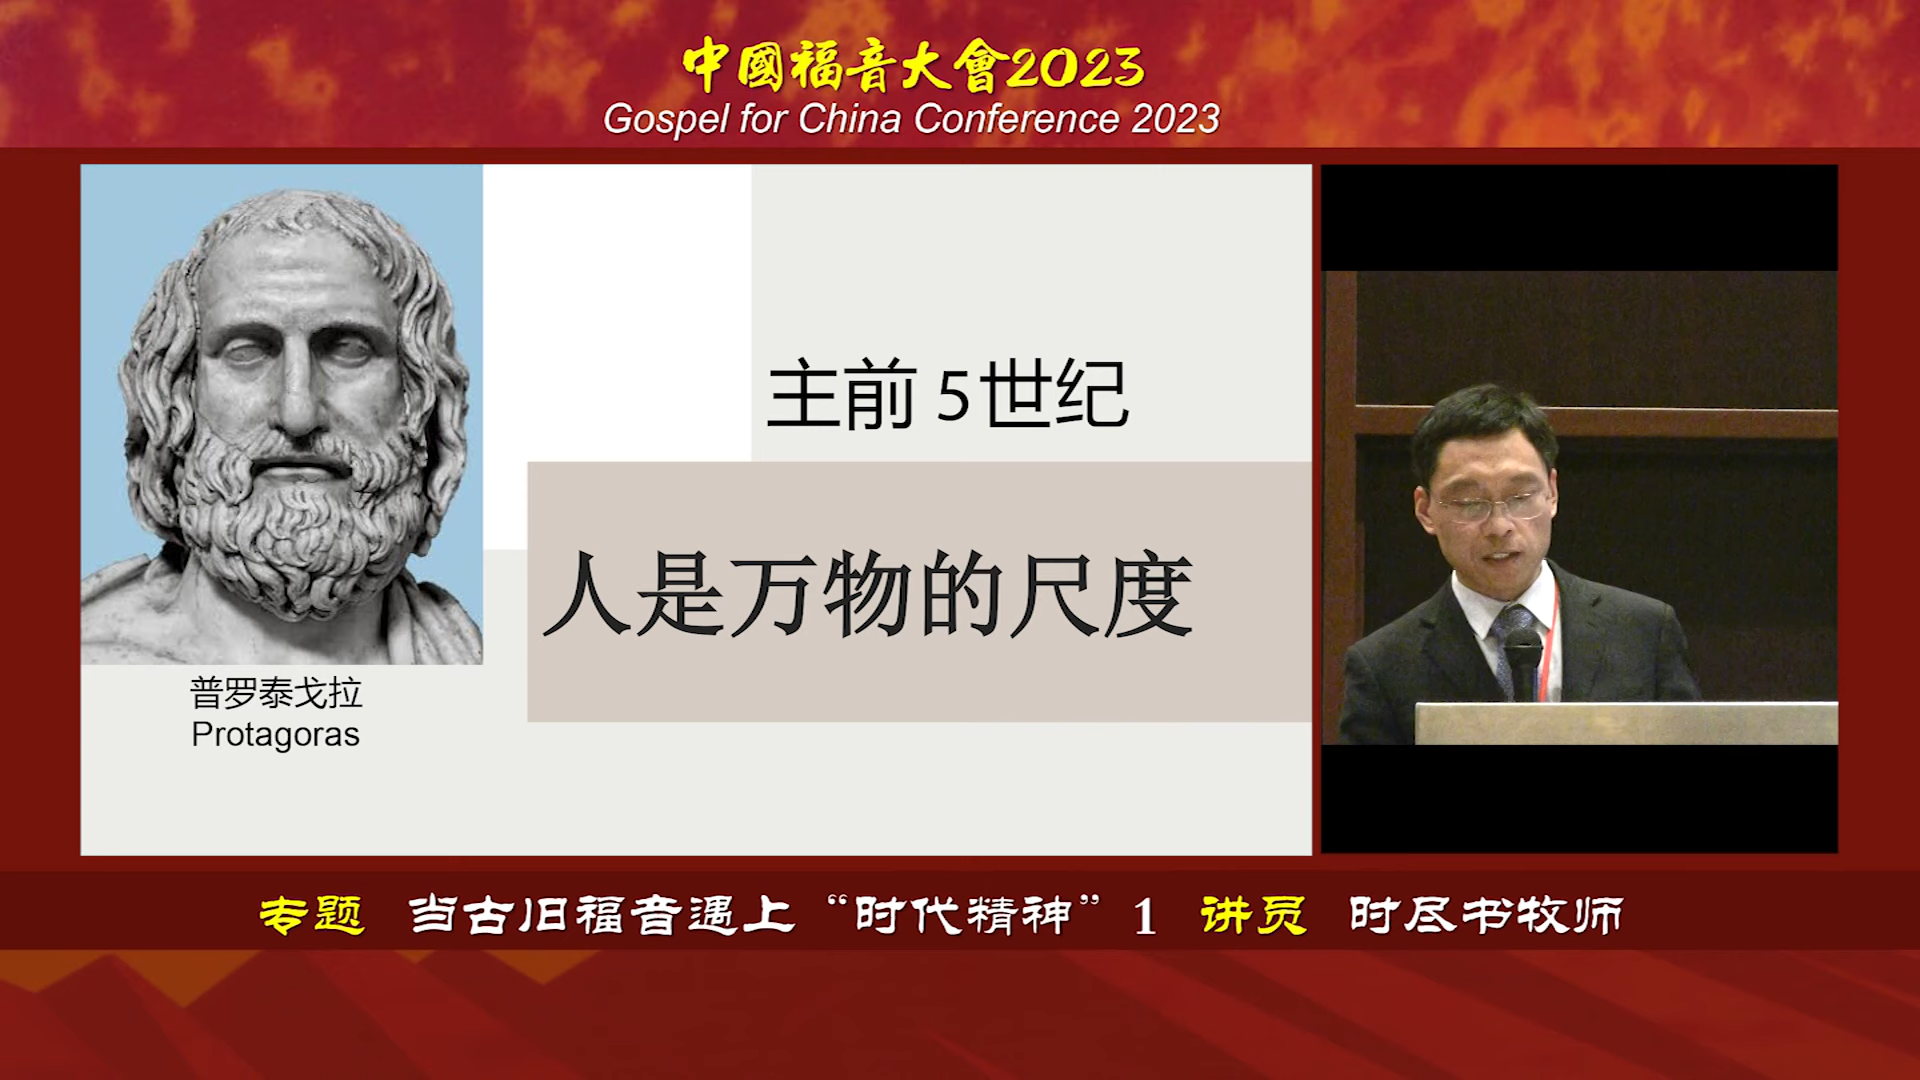 中國福音大會2023
Gospel for China Conference 2023
主前5世纪
人是万物的尺度
普罗泰戈拉
Protagoras
专题 当古旧福音遇上“时代精神”1 讲员 时尽书牧师